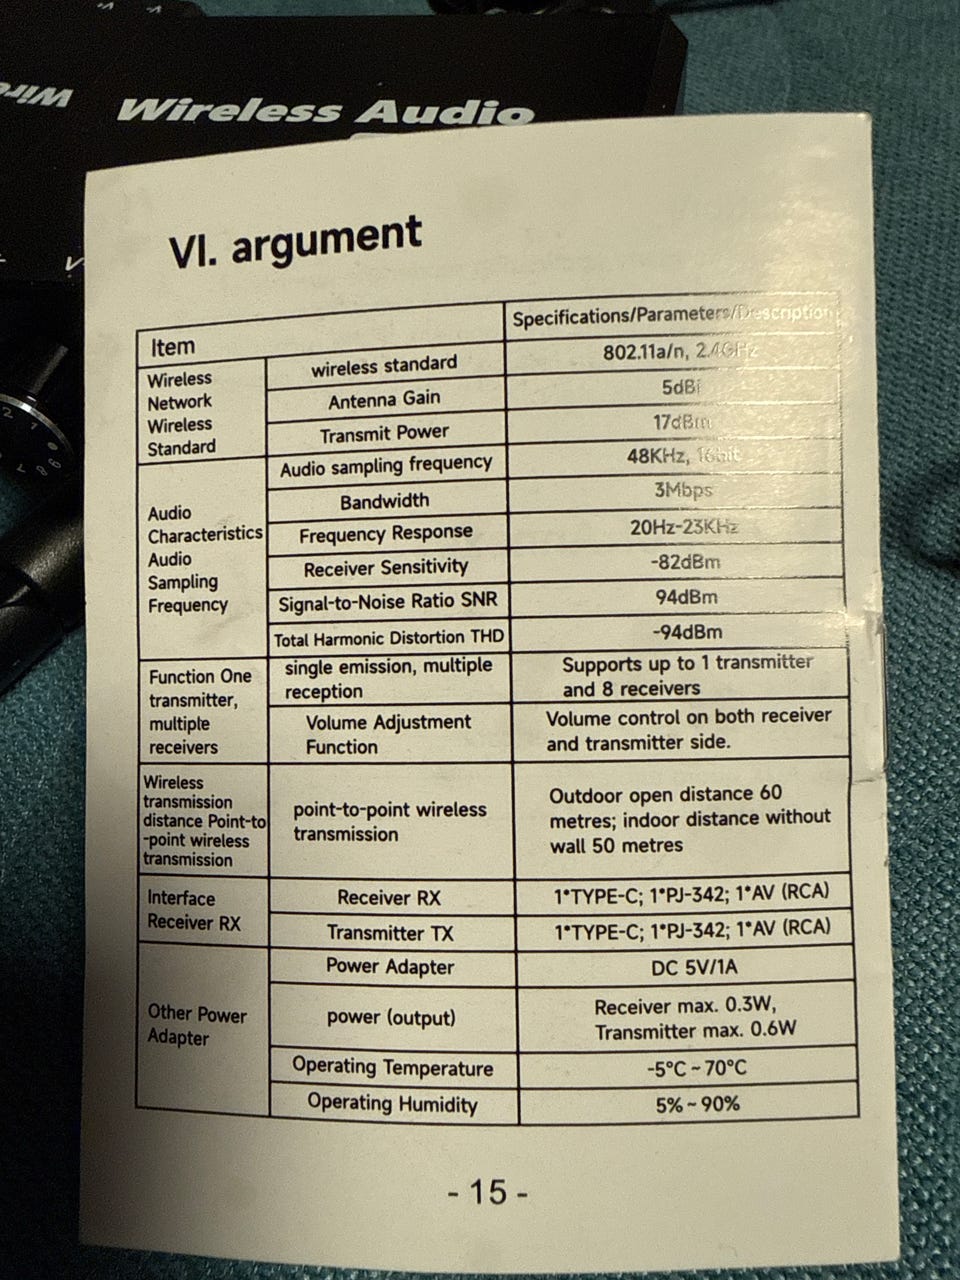 Wireless Audio
VI. argument
Item
Specifications/Parameters/Description
Wireless
Network
Wireless
Standard
wireless standard
802.11a/n, 2.4GHz
Antenna Gain
5dBi
Transmit Power
17dBm
Audio
Characteristics
Audio
Sampling
Frequency
Audio sampling frequency
48KHz, 16bit
Bandwidth
3Mbps
Frequency Response
20Hz-23KHz
Receiver Sensitivity
-82dBm
Signal-to-Noise Ratio SNR
94dBm
Total Harmonic Distortion THD
-94dBm
Function One
transmitter,
multiple
receivers
single emission, multiple
reception
Supports up to 1 transmitter
and 8 receivers
Volume Adjustment
Function
Volume control on both receiver
and transmitter side.
Wireless
transmission
distance Point-to
-point wireless
transmission
point-to-point wireless
transmission
Outdoor open distance 60
metres; indoor distance without
wall 50 metres
Interface
Receiver RX
Receiver RX
1*TYPE-C; 1*PJ-342; 1*AV (RCA)
Transmitter TX
1*TYPE-C; 1*PJ-342; 1*AV (RCA)
Other Power
Adapter
Power Adapter
DC 5V/1A
power (output)
Receiver max. 0.3W,
Transmitter max. 0.6W
Operating Temperature
-5°C ~ 70°C
Operating Humidity
5% ~ 90%
- 15 -